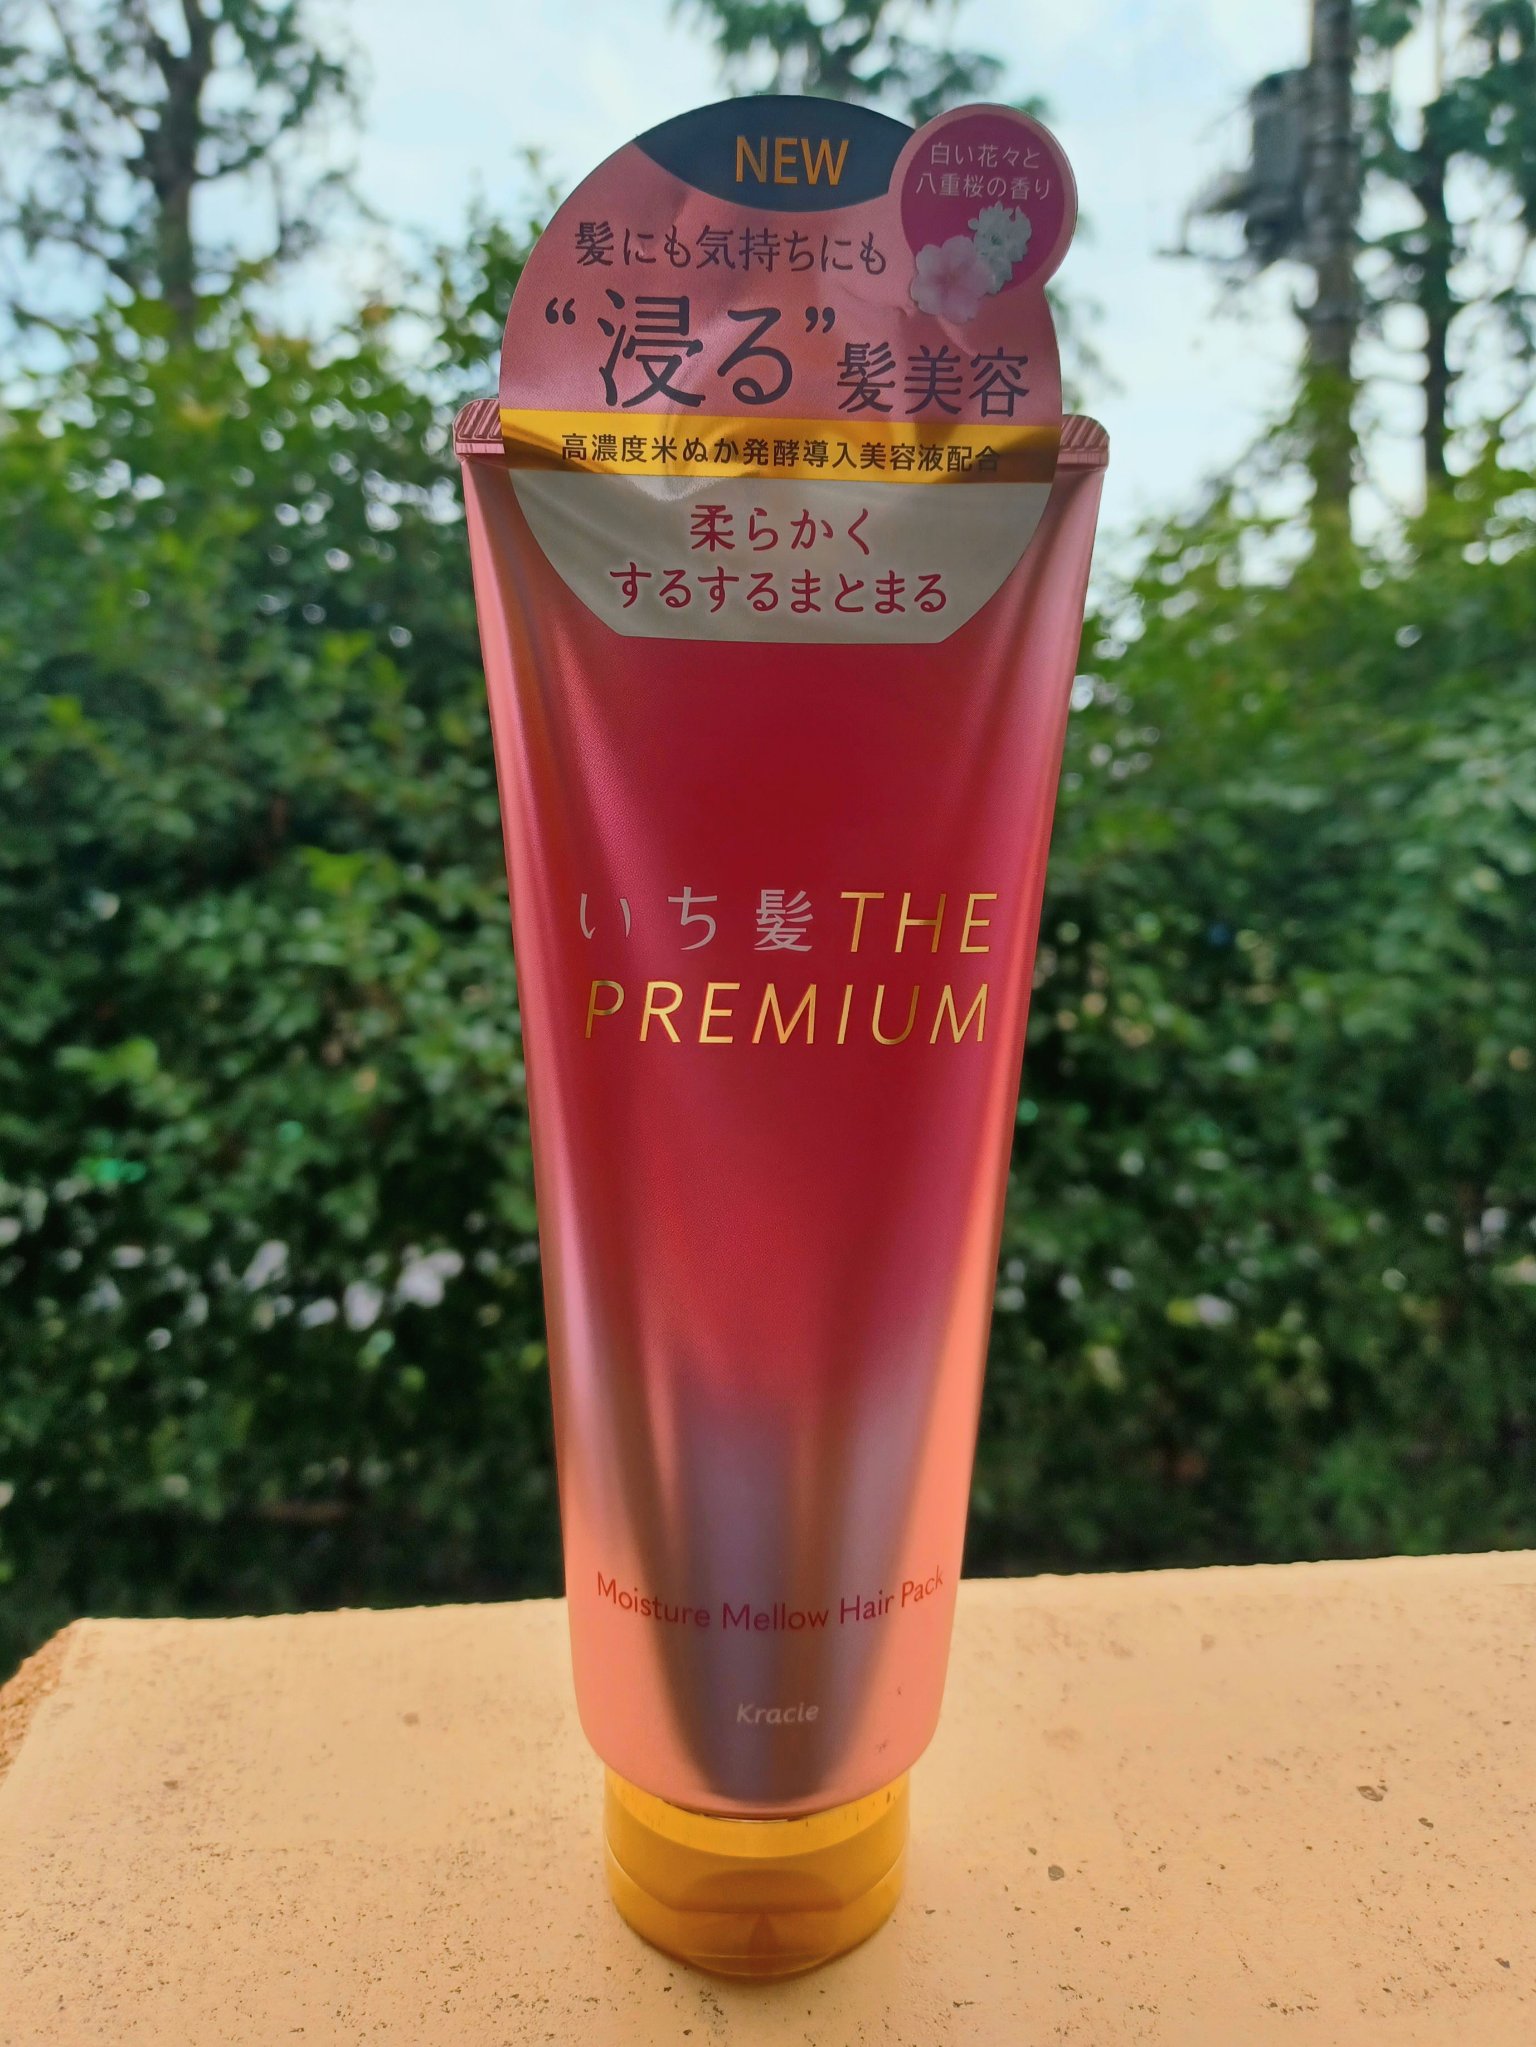 NEW
白い花々と
八重桜の香り
髪にも気持ちにも
“浸る”髪美容
高濃度米ぬか発酵導入美容液配合
柔らかく
するするまとまる
いち髪 THE
PREMIUM
Moisture Mellow Hair Pack
Kracie